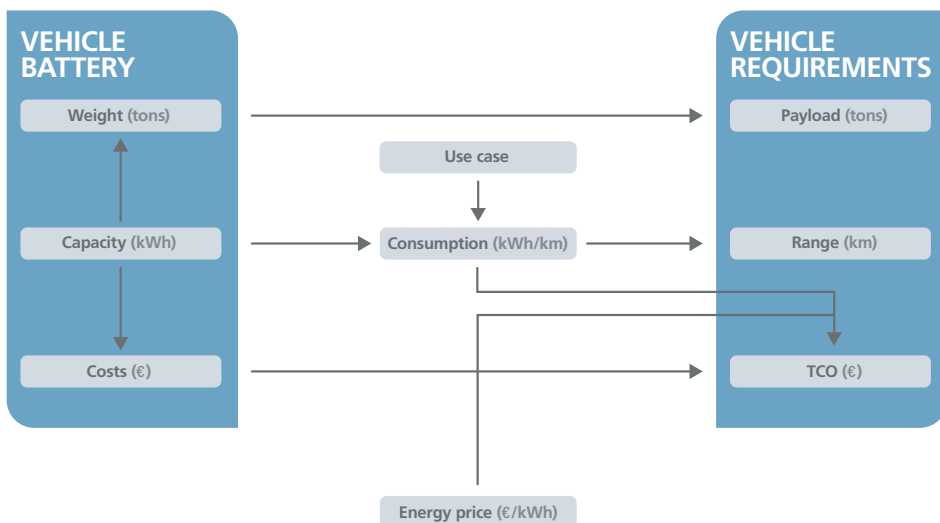 VEHICLE
BATTERY
Weight (tons)
Capacity (kWh)
Costs (€)
Use case
Consumption (kWh/km)
Energy price (€/kWh)
VEHICLE
REQUIREMENTS
Payload (tons)
Range (km)
TCO (€)